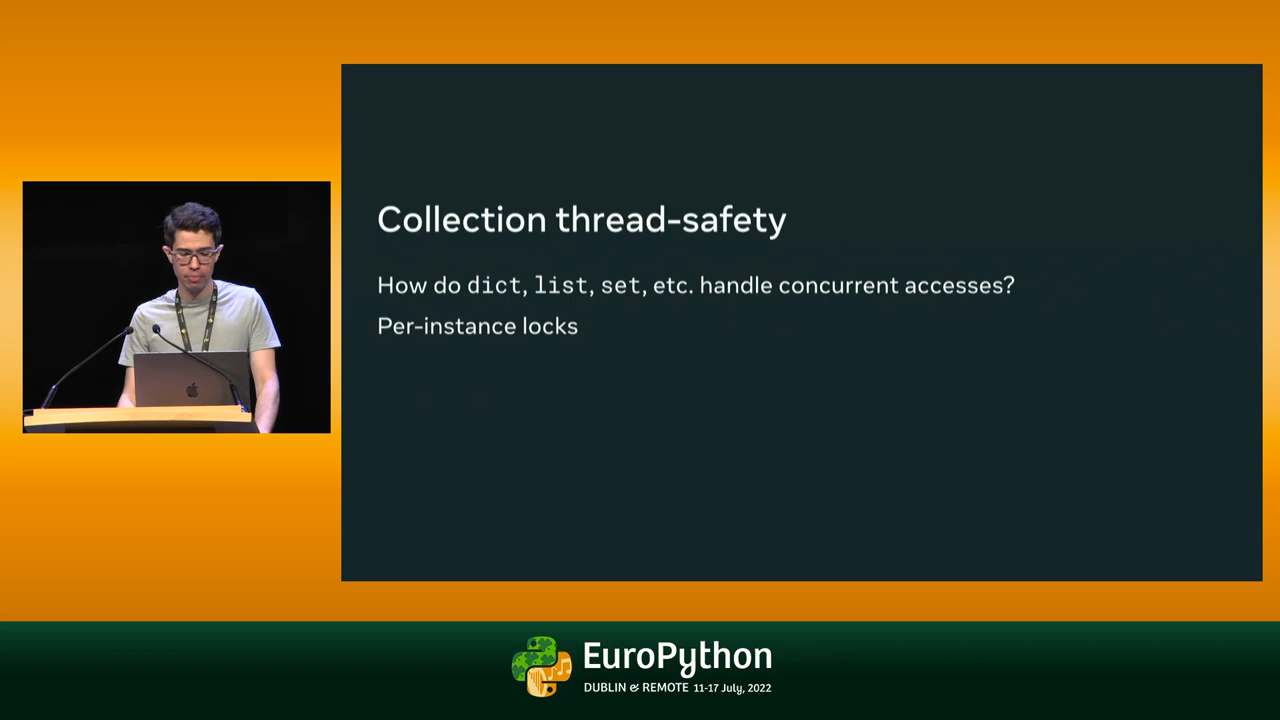 Collection thread-safety
How do dict, list, set, etc. handle concurrent accesses?
Per-instance locks
EuroPython
DUBLIN & REMOTE 11-17 July, 2022